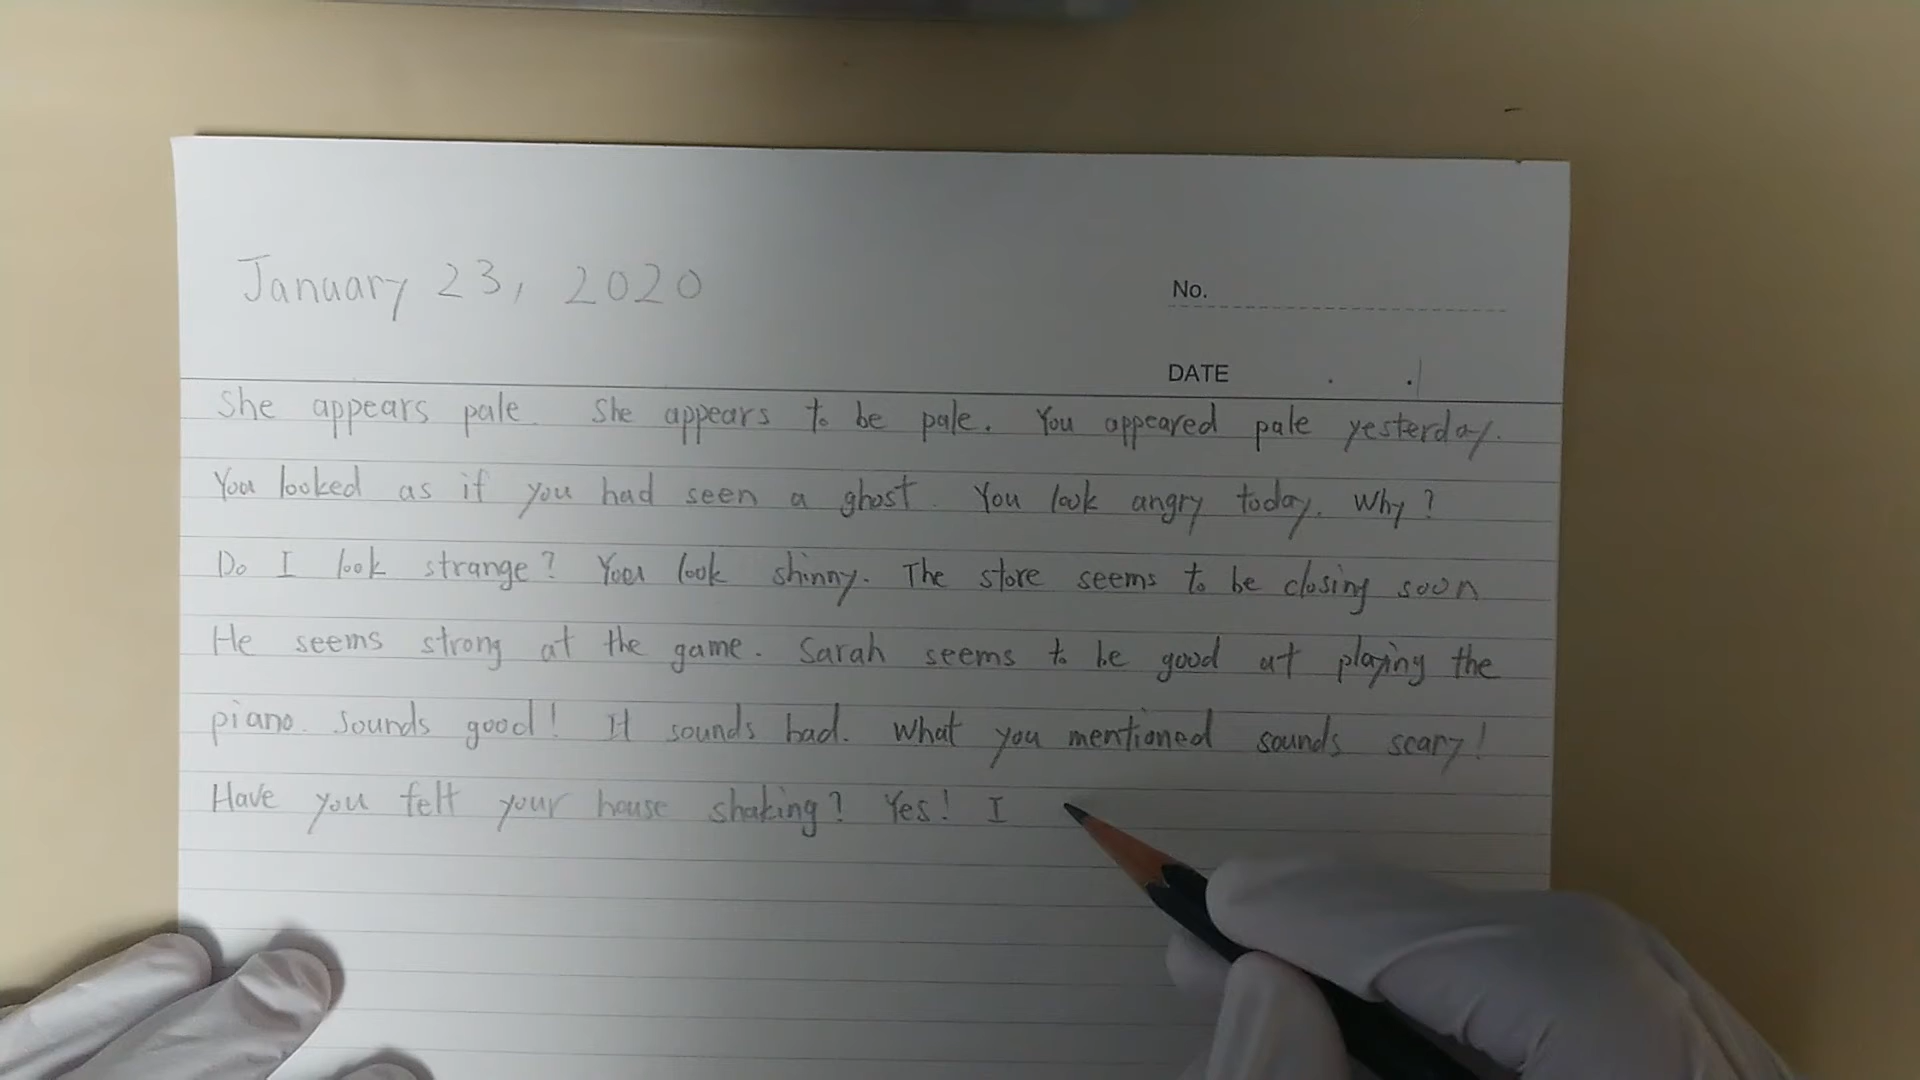 January 23, 2020
No.
DATE . .
She appears pale. She appears to be pale. You appeared pale yesterday.
You looked as if you had seen a ghost. You look angry today. Why?
Do I look strange? You look shinny. The store seems to be closing soon
He seems strong at the game. Sarah seems to be good at playing the
piano. Sounds good! It sounds bad. What you mentioned sounds scary!
Have you felt your house shaking? Yes! I